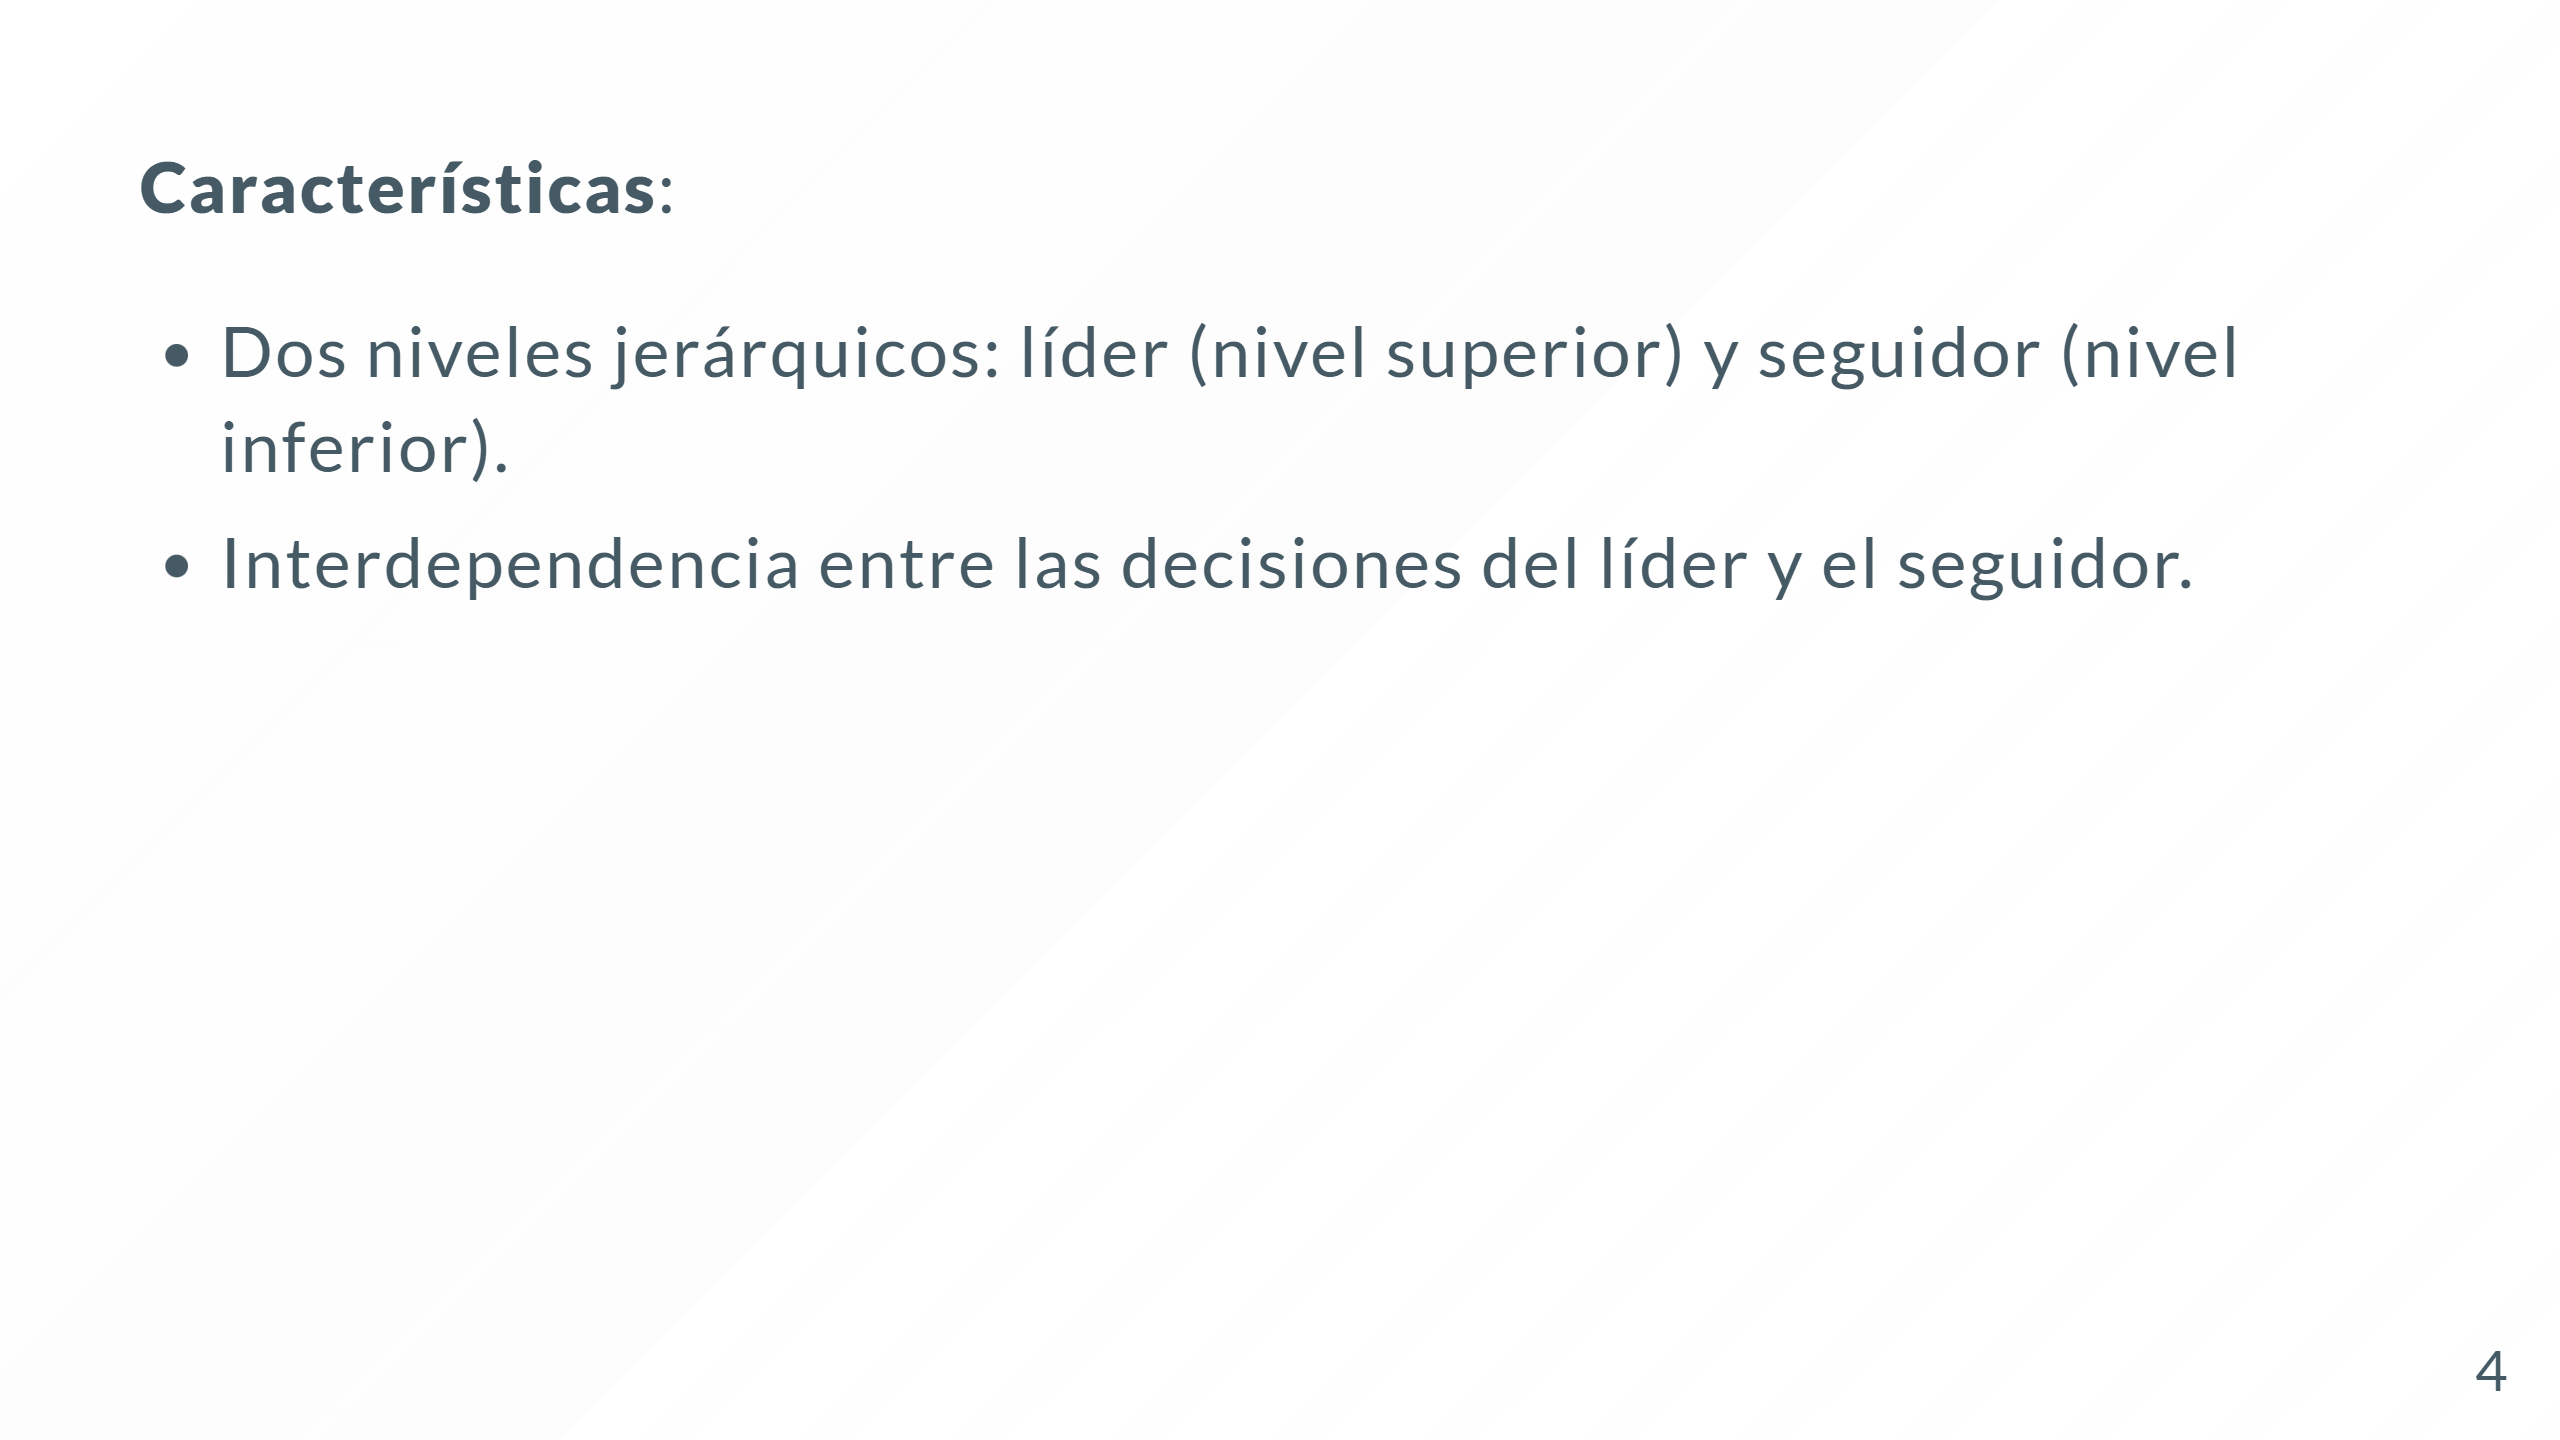 Características:
• Dos niveles jerárquicos: líder (nivel superior) y seguidor (nivel
inferior).
• Interdependencia entre las decisiones del líder y el seguidor.
4